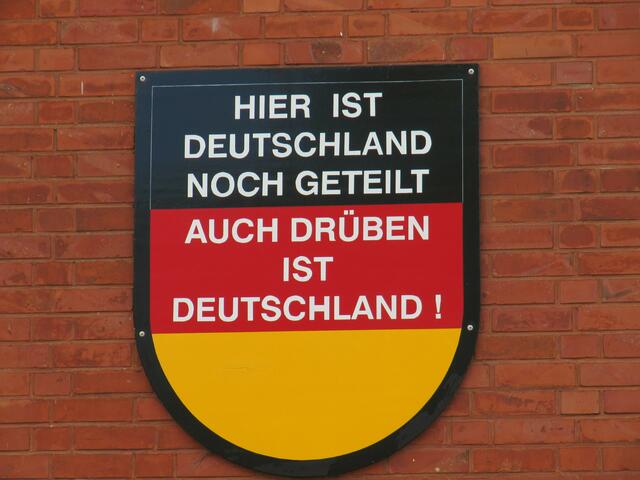 HIER IST
DEUTSCHLAND
NOCH GETEILT
AUCH DRÜBEN
IST
DEUTSCHLAND !